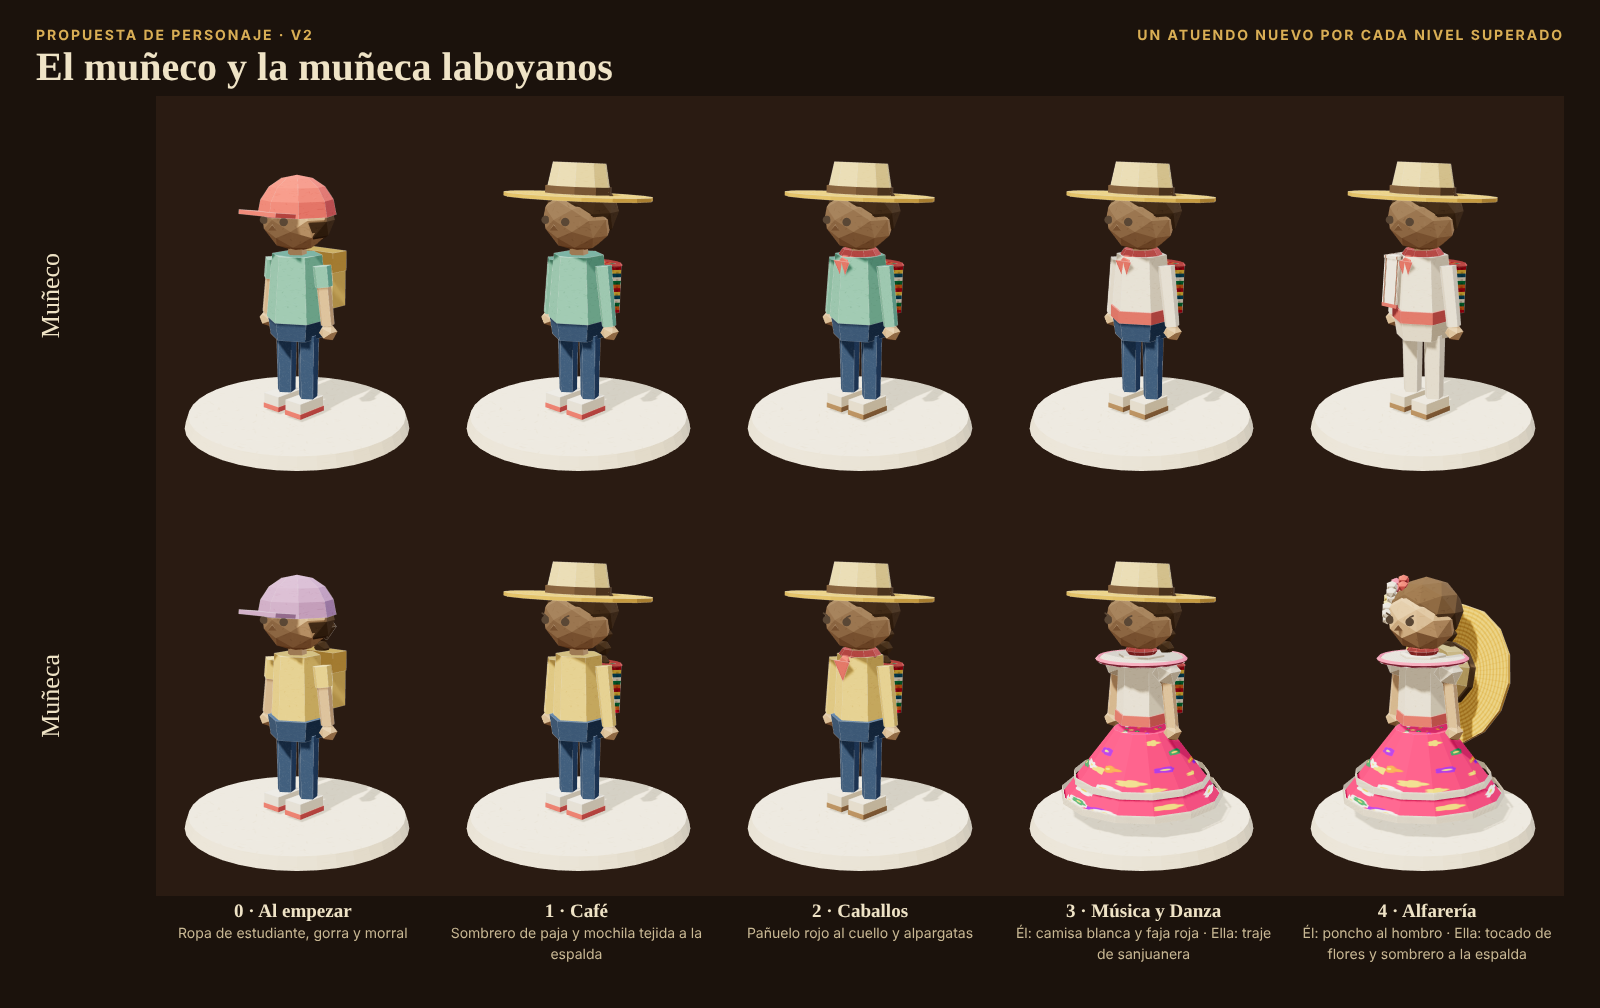 PROPUESTA DE PERSONAJE · V2
UN ATUENDO NUEVO POR CADA NIVEL SUPERADO
El muñeco y la muñeca laboyanos
Muñeco
Muñeca
0 · Al empezar
Ropa de estudiante, gorra y morral
1 · Café
Sombrero de paja y mochila tejida a la
espalda
2 · Caballos
Pañuelo rojo al cuello y alpargatas
3 · Música y Danza
Él: camisa blanca y faja roja · Ella: traje
de sanjuanera
4 · Alfarería
Él: poncho al hombro · Ella: tocado de
flores y sombrero a la espalda